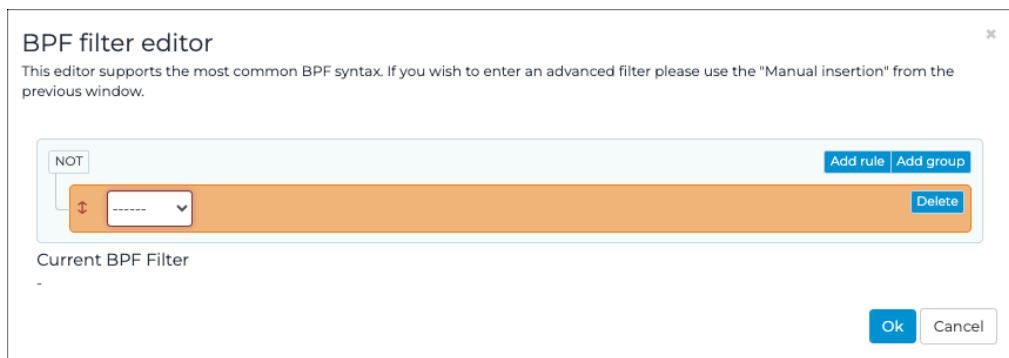 BPF filter editor
×
This editor supports the most common BPF syntax. If you wish to enter an advanced filter please use the "Manual insertion" from the
previous window.
NOT
Add rule Add group
------
Delete
Current BPF Filter
-
Ok Cancel